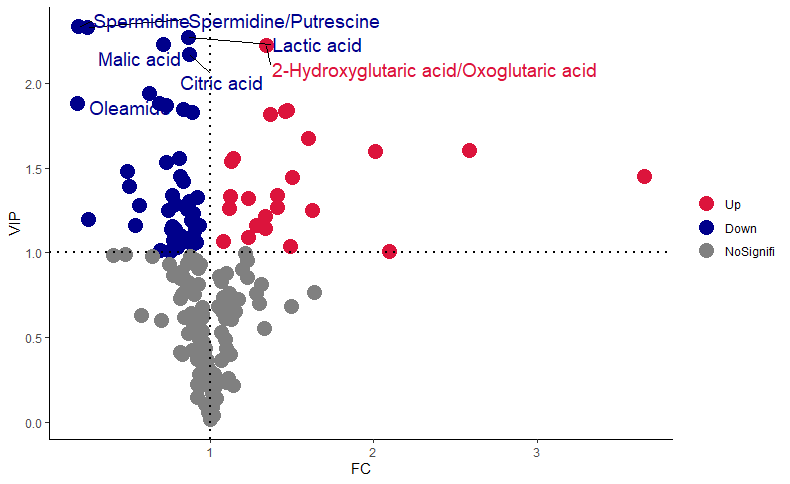 Spermidine Spermidine/Putrescine
Lactic acid
Malic acid
2-Hydroxyglutaric acid/Oxoglutaric acid
Citric acid
Oleamide
2.0
1.5
1.0
0.5
0.0
VIP
1
2
3
FC
Up
Down
NoSignifi